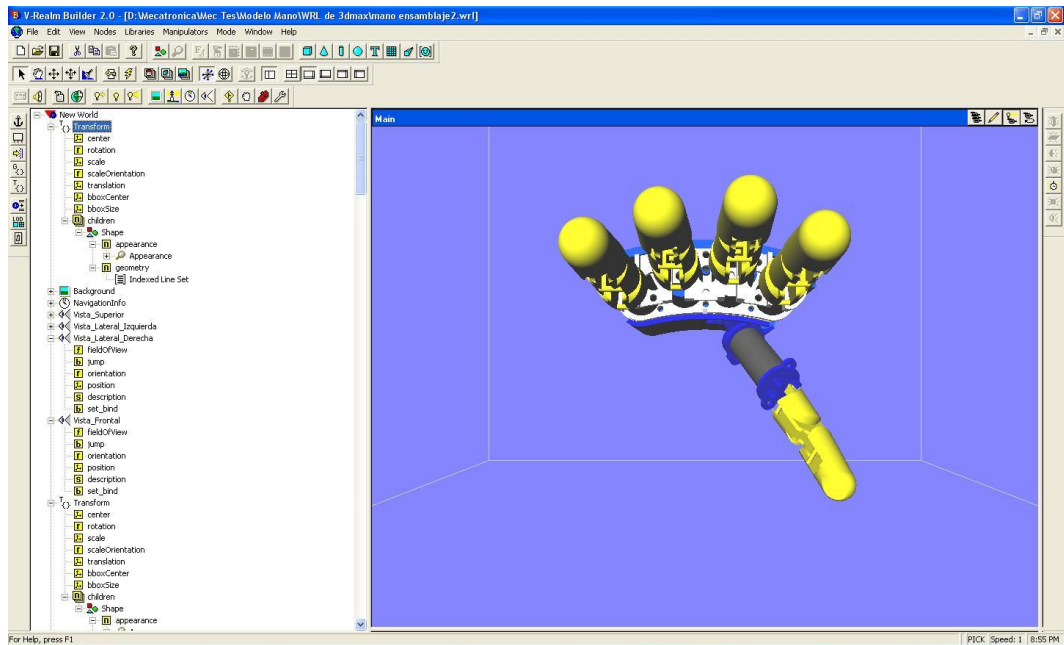 V-Realm Builder 2.0 - [D:\Mecatronica\Mec Tes\Modelo Mano\WRL de 3dmax\mano ensamblaje2.wrl]
File Edit View Nodes Libraries Manipulators Mode Window Help
New World
Transform
center
rotation
scale
scaleOrientation
translation
bboxCenter
bboxSize
children
Shape
appearance
Appearance
geometry
Indexed Line Set
Background
NavigationInfo
Vista_Superior
Vista_Lateral_Izquierda
Vista_Lateral_Derecha
fieldOfView
jump
orientation
position
description
set_bind
Vista_Frontal
fieldOfView
jump
orientation
position
description
set_bind
Transform
center
rotation
scale
scaleOrientation
translation
bboxCenter
bboxSize
children
Shape
appearance
Main
For Help, press F1
PICK Speed: 1 8:55 PM